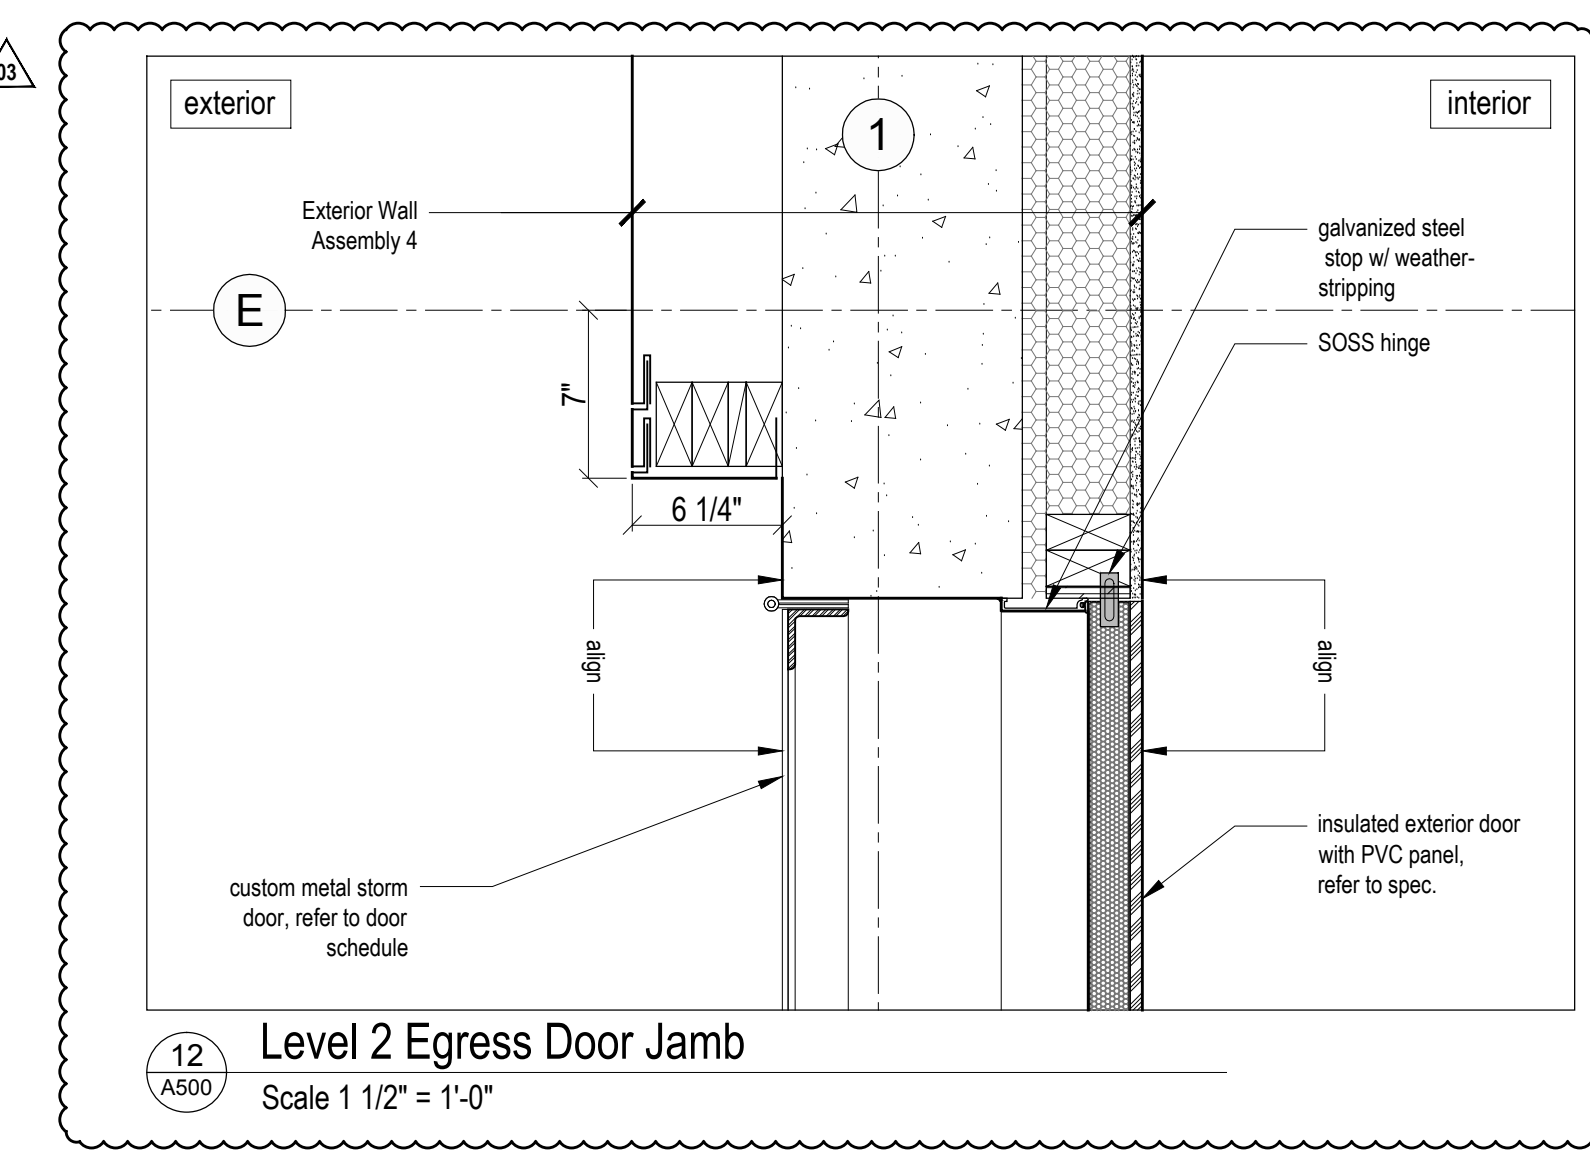 03
exterior
1
interior
Exterior Wall
Assembly 4
galvanized steel
stop w/ weather-
stripping
E
SOSS hinge
7"
6 1/4"
align
align
insulated exterior door
with PVC panel,
refer to spec.
custom metal storm
door, refer to door
schedule
12
A500
Level 2 Egress Door Jamb
Scale 1 1/2" = 1'-0"